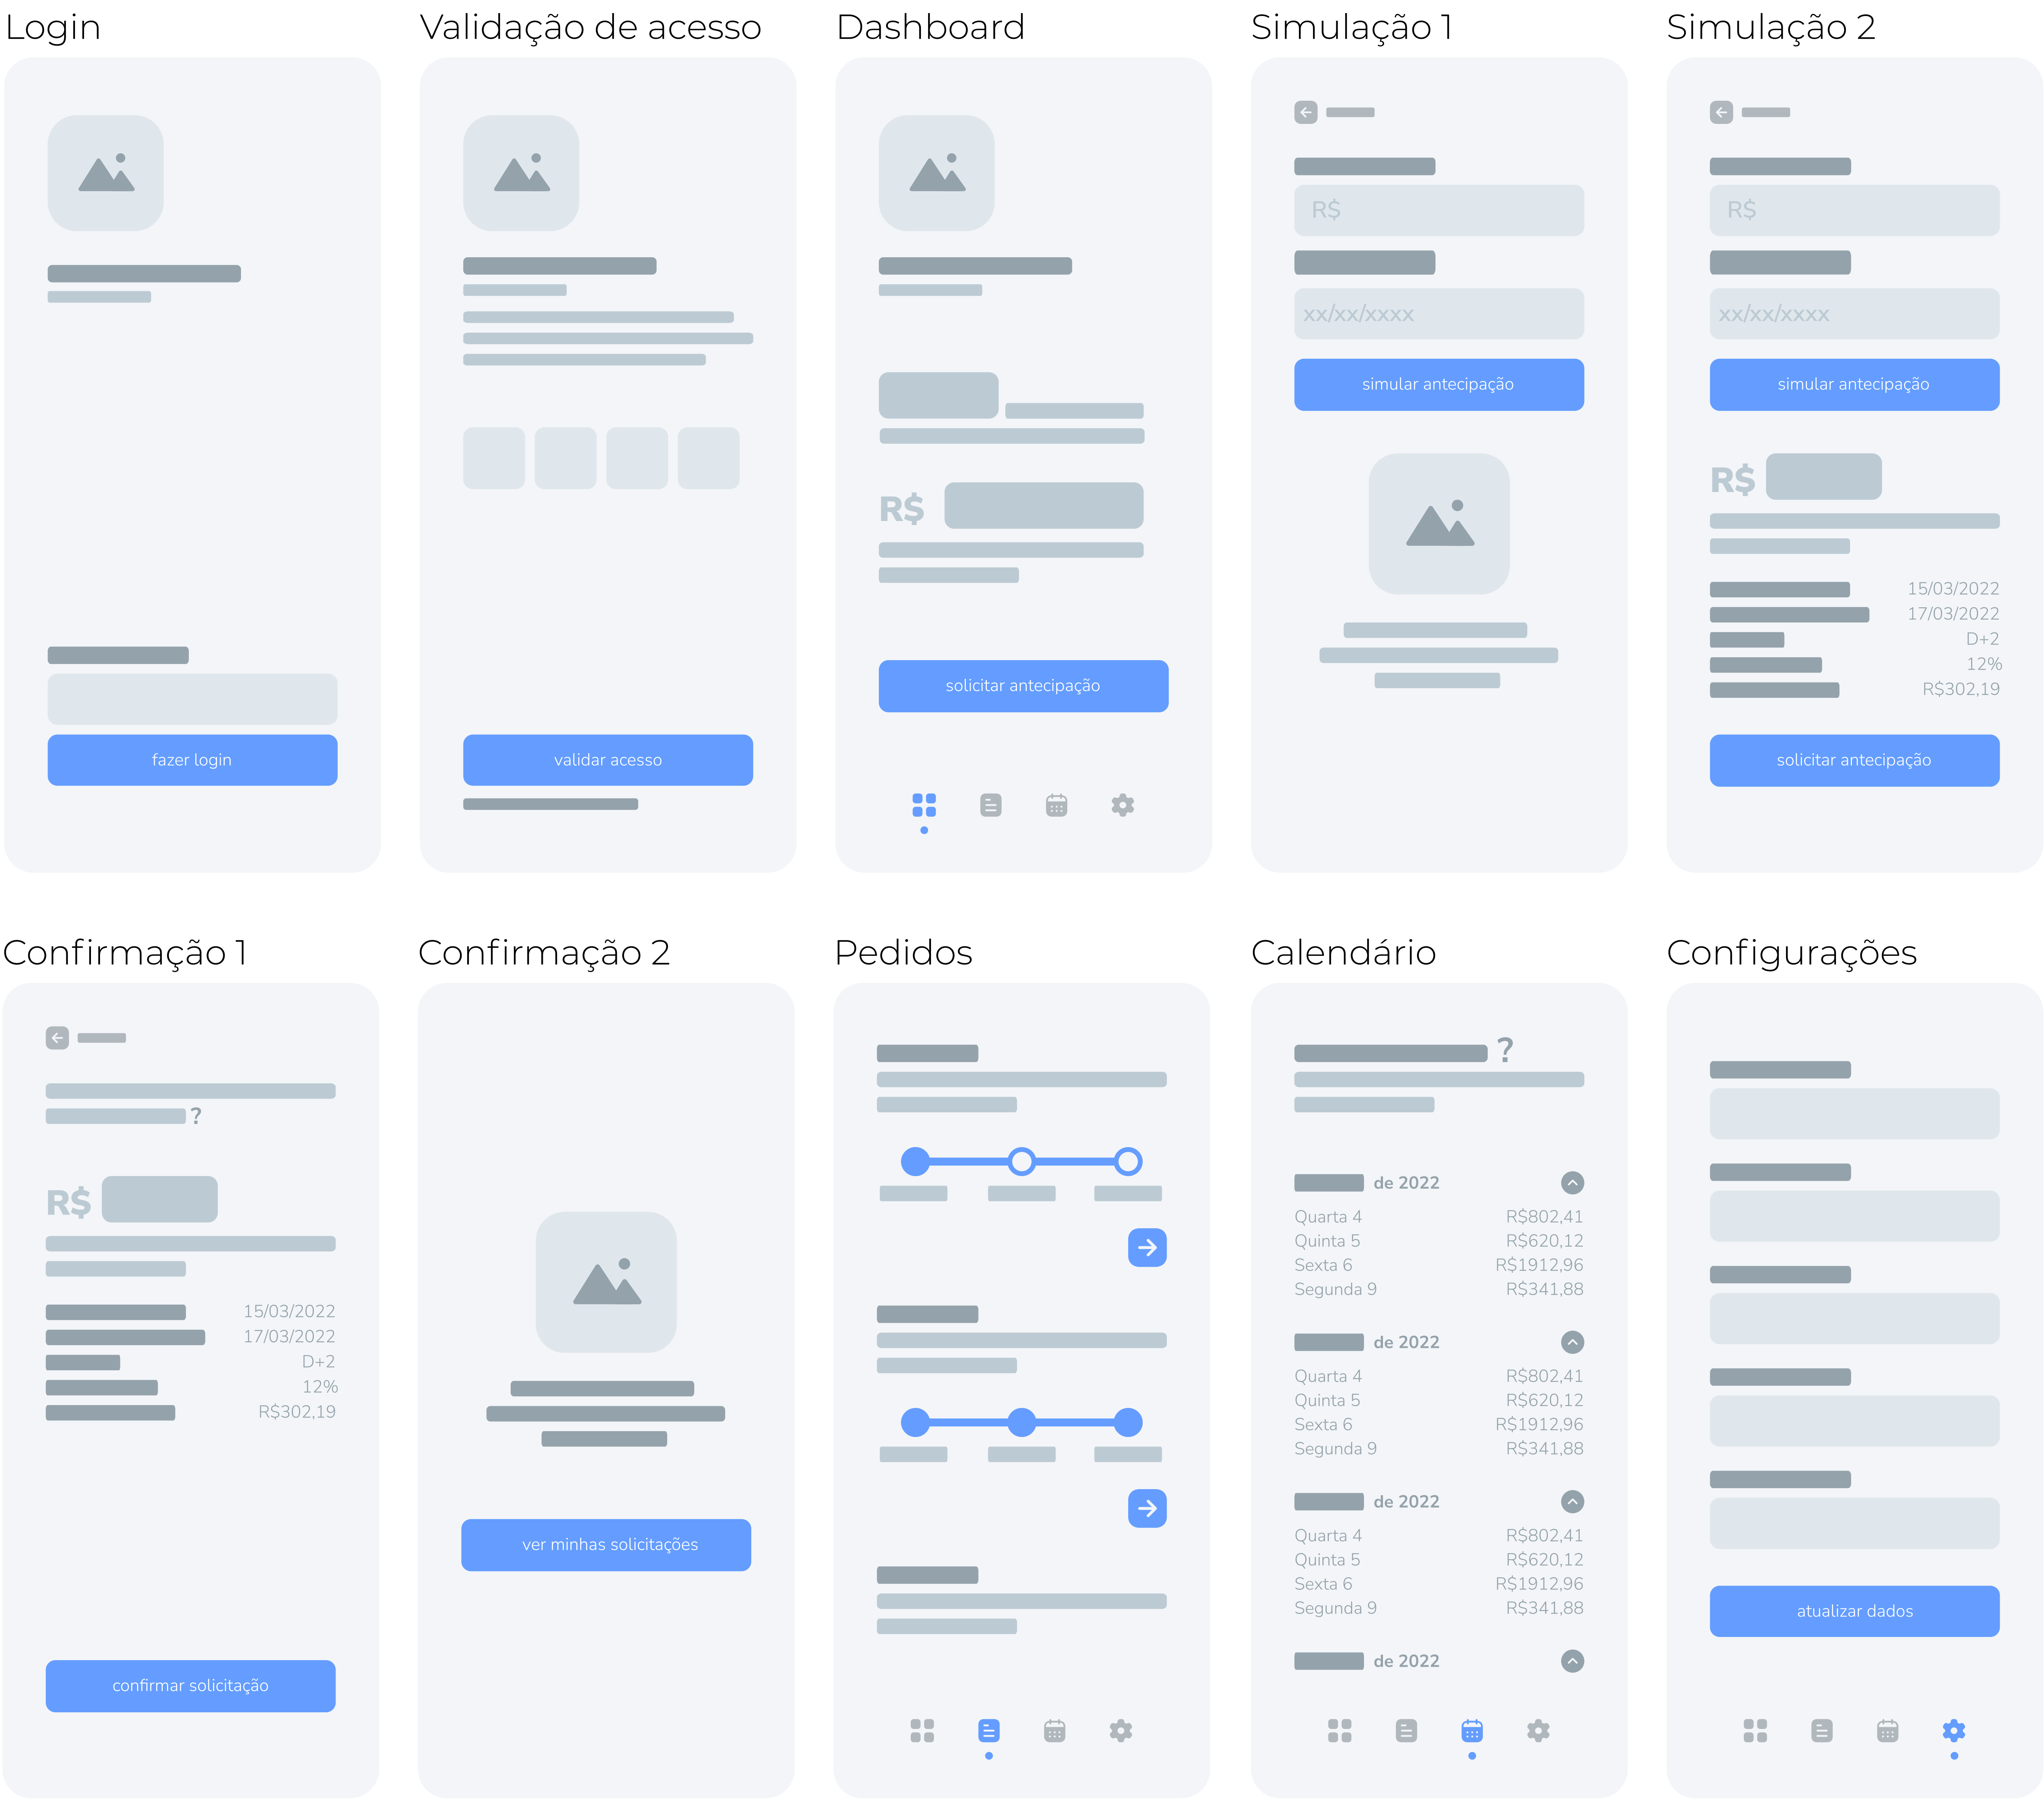 Login
fazer login
Validação de acesso
validar acesso
Dashboard
R$
solicitar antecipação
Simulação 1
R$
xx/xx/xxxx
simular antecipação
Simulação 2
R$
xx/xx/xxxx
simular antecipação
R$
15/03/2022
17/03/2022
D+2
12%
R$302,19
solicitar antecipação
Confirmação 1
?
R$
15/03/2022
17/03/2022
D+2
12%
R$302,19
confirmar solicitação
Confirmação 2
ver minhas solicitações
Pedidos
Calendário
?
de 2022
Quarta 4 R$802,41
Quinta 5 R$620,12
Sexta 6 R$1912,96
Segunda 9 R$341,88
de 2022
Quarta 4 R$802,41
Quinta 5 R$620,12
Sexta 6 R$1912,96
Segunda 9 R$341,88
de 2022
Quarta 4 R$802,41
Quinta 5 R$620,12
Sexta 6 R$1912,96
Segunda 9 R$341,88
de 2022
Configurações
atualizar dados